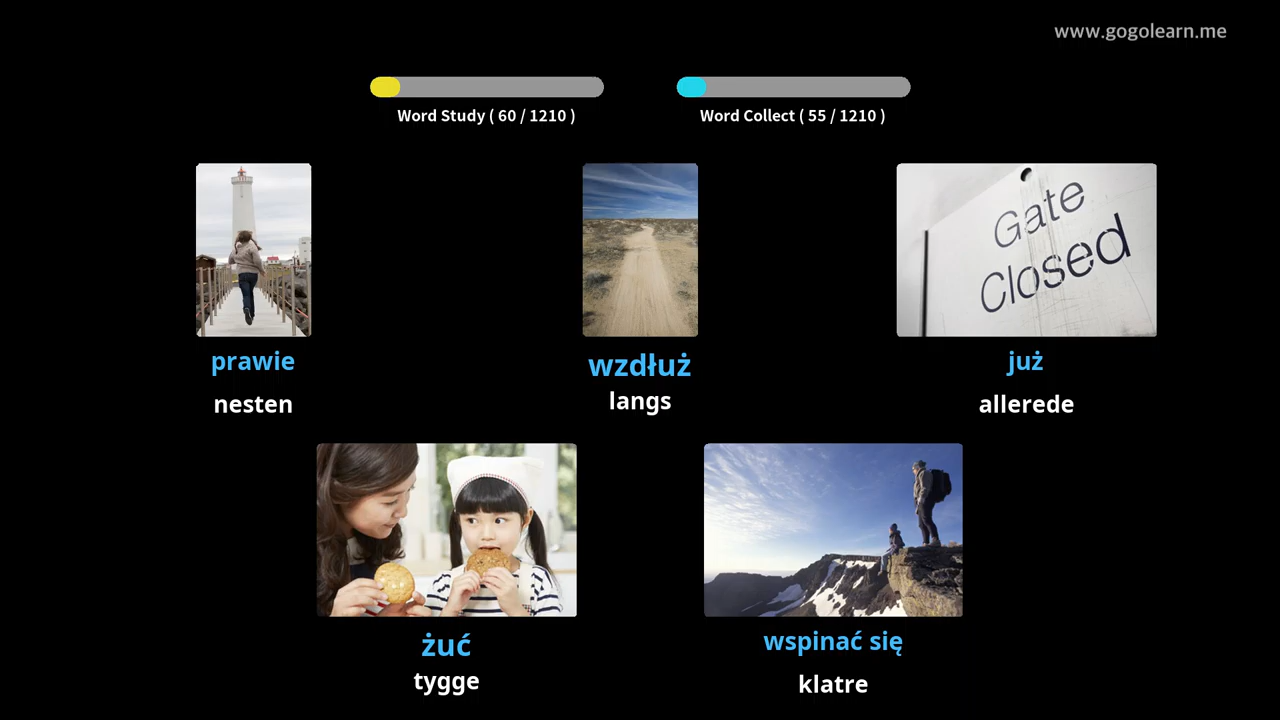 www.gogolearn.me
Word Study ( 60 / 1210 )
Word Collect ( 55 / 1210 )
Gate
Closed
prawie
nesten
wzdłuż
langs
już
allerede
żuć
tygge
wspinać się
klatre